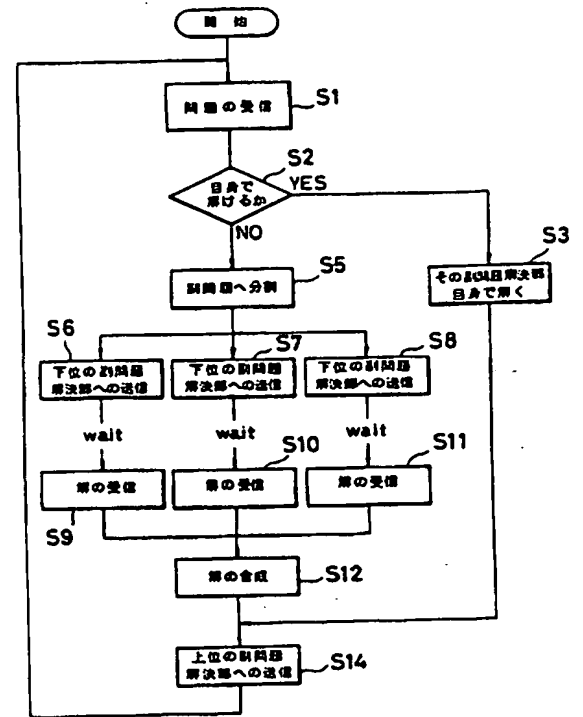 開始
問題の受信
S1
S2
自身で
解けるか
YES
NO
S3
その副問題解決部
自身で解く
S5
副問題へ分割
S6
S7
S8
下位の副問題
解決部への送信
下位の副問題
解決部への送信
下位の副問題
解決部への送信
wait
wait
wait
S10
S11
解の受信
解の受信
解の受信
S9
解の合成
S12
上位の副問題
解決部への送信
S14